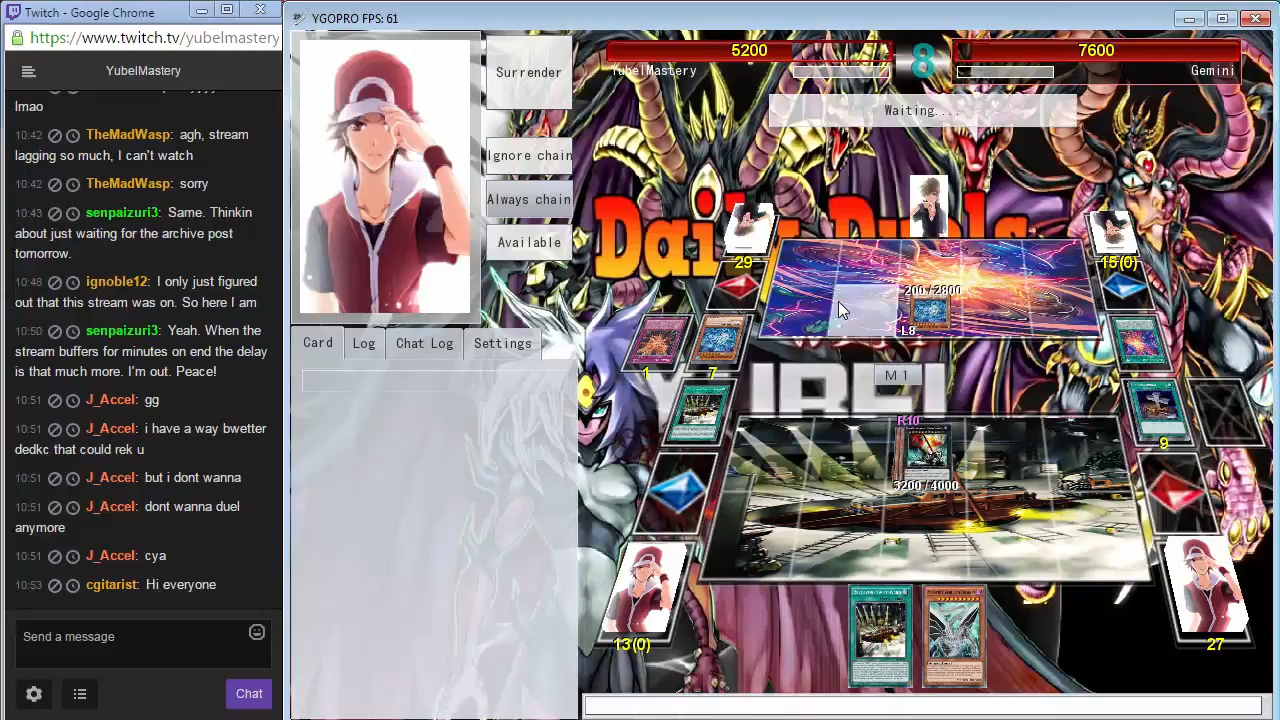 Twitch - Google Chrome
https://www.twitch.tv/yubelmastery
YubelMastery
lmao
10:42 TheMadWasp: agh, stream
lagging so much, I can't watch
10:42 TheMadWasp: sorry
10:43 senpaizuri3: Same. Thinkin
about just waiting for the archive post
tomorrow.
10:48 ignoble12: I only just figured
out that this stream was on. So here I am
10:50 senpaizuri3: Yeah. When the
stream buffers for minutes on end the delay
is that much more. I'm out. Peace!
10:51 J_Accel: gg
10:51 J_Accel: i have a way bwetter
dedkc that could rek u
10:51 J_Accel: but i dont wanna
10:51 J_Accel: dont wanna duel
anymore
10:51 J_Accel: cya
10:53 cgitarist: Hi everyone
Send a message
Chat
YGOPRO FPS: 61
Surrender
Ignore chain
Always chain
Available
Card
Log
Chat Log
Settings
5200
8
7600
YubelMastery
Gemini
Waiting....
Duels
29
15(0)
200 / 2800
L8
1
7
M 1
YUBEL
9
R10
3200 / 4000
13(0)
27